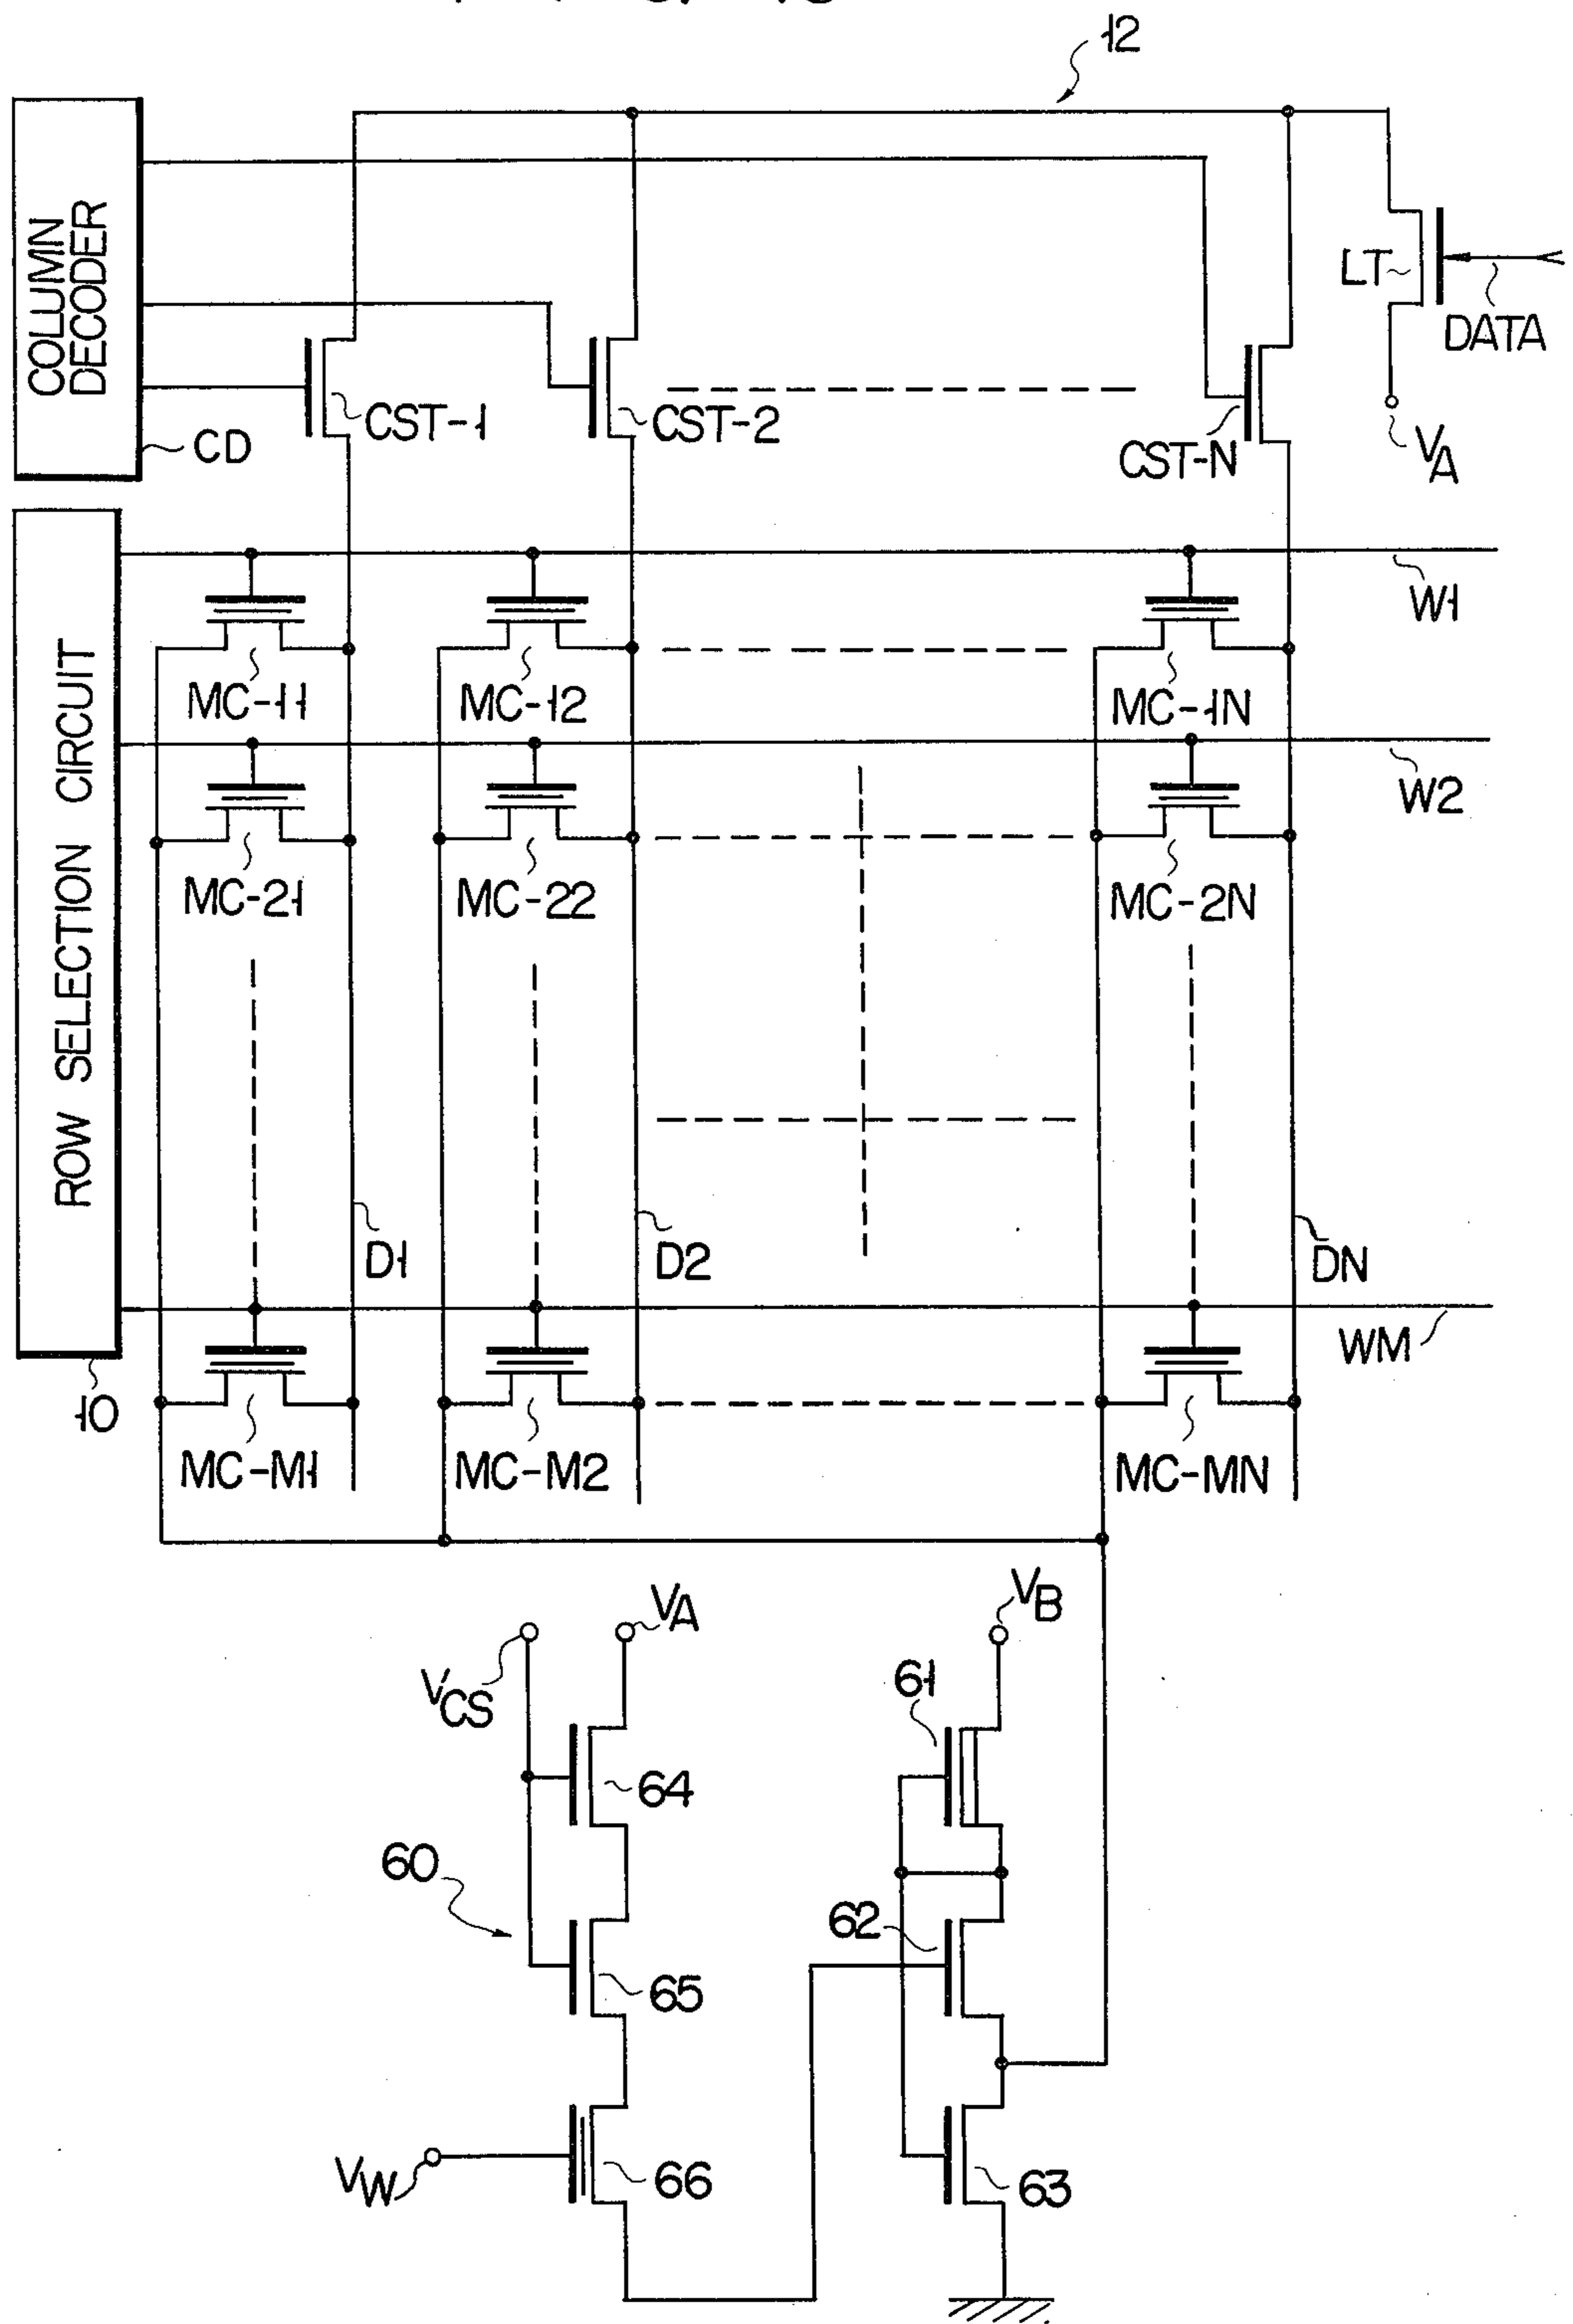 12
COLUMN
DECODER
LT
DATA
CST-1
CST-2
CST-N
VA
CD
W1
MC-11
MC-12
MC-1N
W2
MC-21
MC-22
MC-2N
ROW SELECTION CIRCUIT
D1
D2
DN
WM
10
MC-M1
MC-M2
MC-MN
VCS
VA
VB
61
64
60
62
65
VW
66
63